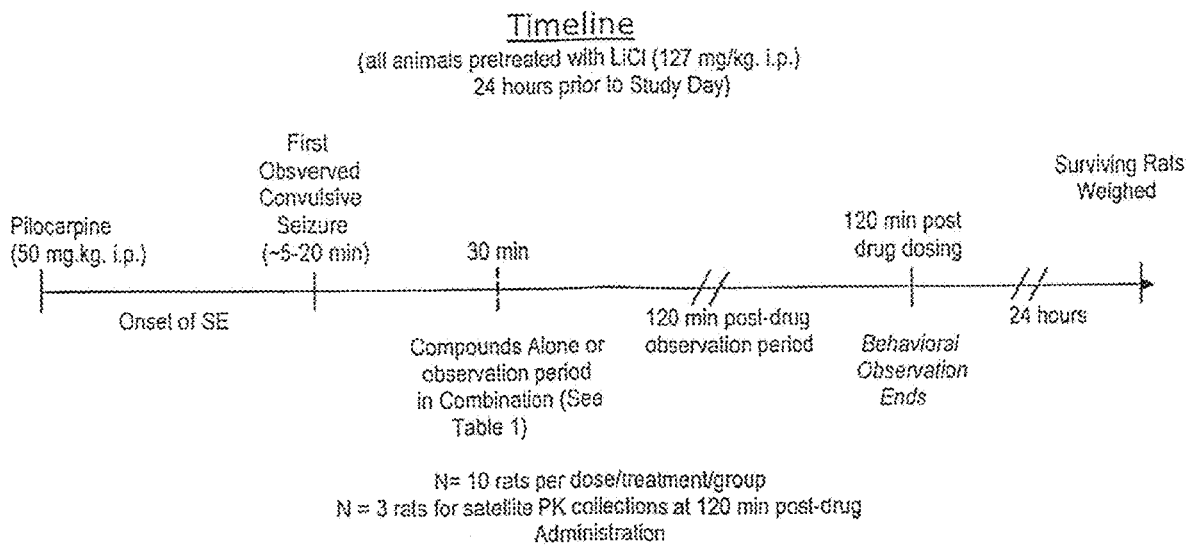 Timeline
(all animals pretreated with LiCl (127 mg/kg. i.p.)
24 hours prior to Study Day)
First
Obsverved
Convulsive
Seizure
(~5-20 min)
Pilocarpine
(50 mg.kg. i.p.)
30 min
120 min post
drug dosing
Surviving Rats
Weighed
Onset of SE
Compounds Alone or
observation period
in Combination (See
Table 1)
120 min post-drug
observation period
Behavioral
Observation
Ends
24 hours
N= 10 rats per dose/treatment/group
N = 3 rats for satellite PK collections at 120 min post-drug
Administration